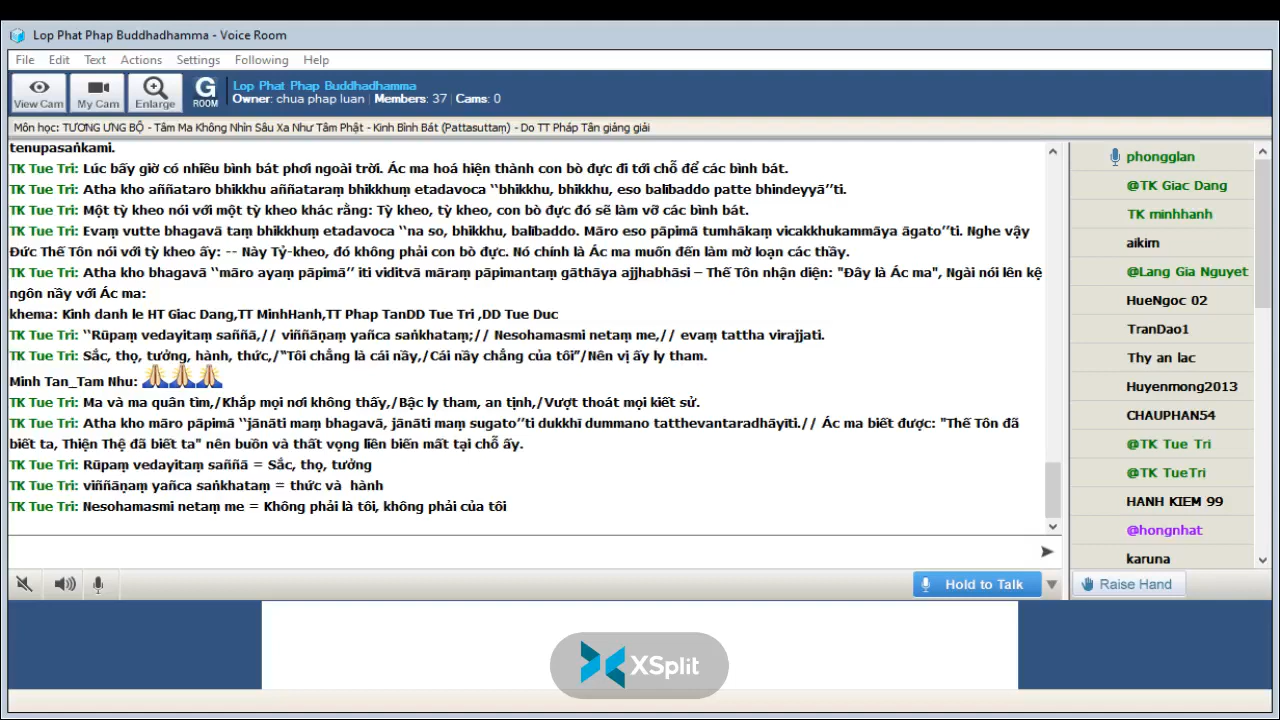 Lop Phat Phap Buddhadhamma - Voice Room
File Edit Text Actions Settings Following Help
View Cam My Cam Enlarge G ROOM
Lop Phat Phap Buddhadhamma
Owner: chua phap luan | Members: 37 | Cams: 0
Môn học: TƯƠNG ƯNG BỘ - Tâm Ma Không Nhìn Sâu Xa Như Tâm Phật - Kinh Bình Bát (Pattasuttaṃ) - Do TT Pháp Tân giảng giải
tenupasaṅkami.
TK Tue Tri: Lúc bấy giờ có nhiều bình bát phơi ngoài trời. Ác ma hoá hiện thành con bò đực đi tới chỗ để các bình bát.
TK Tue Tri: Atha kho aññataro bhikkhu aññataraṃ bhikkhuṃ etadavoca ‘‘bhikkhu, bhikkhu, eso balibaddo patte bhindeyyā’’ti.
TK Tue Tri: Một tỳ kheo nói với một tỳ kheo khác rằng: Tỳ kheo, tỳ kheo, con bò đực đó sẽ làm vỡ các bình bát.
TK Tue Tri: Evaṃ vutte bhagavā taṃ bhikkhuṃ etadavoca ‘‘na so, bhikkhu, balibaddo. Māro eso pāpimā tumhākaṃ vicakkhukammāya āgato’’ti. Nghe vậy
Đức Thế Tôn nói với tỳ kheo ấy: -- Này Tỷ-kheo, đó không phải con bò đực. Nó chính là Ác ma muốn đến làm mờ loạn các thầy.
TK Tue Tri: Atha kho bhagavā ‘‘māro ayaṃ pāpimā’’ iti viditvā māraṃ pāpimantaṃ gāthāya ajjhabhāsi – Thế Tôn nhận diện: "Đây là Ác ma", Ngài nói lên kệ
ngôn nầy với Ác ma:
khema: Kinh danh le HT Giac Dang,TT MinhHanh,TT Phap TanDD Tue Tri ,DD Tue Duc
TK Tue Tri: ‘‘Rūpaṃ vedayitaṃ saññā,// viññāṇaṃ yañca saṅkhataṃ;// Nesohamasmi netaṃ me,// evaṃ tattha virajjati.
TK Tue Tri: Sắc, thọ, tưởng, hành, thức,/“Tôi chẳng là cái nầy,/Cái nầy chẳng của tôi”/Nên vị ấy ly tham.
Minh Tan_Tam Nhu:
TK Tue Tri: Ma và ma quân tìm,/Khắp mọi nơi không thấy,/Bậc ly tham, an tịnh,/Vượt thoát mọi kiết sử.
TK Tue Tri: Atha kho māro pāpimā ‘‘jānāti maṃ bhagavā, jānāti maṃ sugato’’ti dukkhī dummano tatthevantaradhāyīti.// Ác ma biết được: "Thế Tôn đã
biết ta, Thiện Thệ đã biết ta" nên buồn và thất vọng liền biến mất tại chỗ ấy.
TK Tue Tri: Rūpaṃ vedayitaṃ saññā = Sắc, thọ, tưởng
TK Tue Tri: viññāṇaṃ yañca saṅkhataṃ = thức và hành
TK Tue Tri: Nesohamasmi netaṃ me = Không phải là tôi, không phải của tôi
Hold to Talk
phongglan
@TK Giac Dang
TK minhhanh
aikim
@Lang Gia Nguyet
HueNgoc 02
TranDao1
Thy an lac
Huyenmong2013
CHAUPHAN54
@TK Tue Tri
@TK TueTri
HANH KIEM 99
@hongnhat
karuna
Raise Hand
XSplit